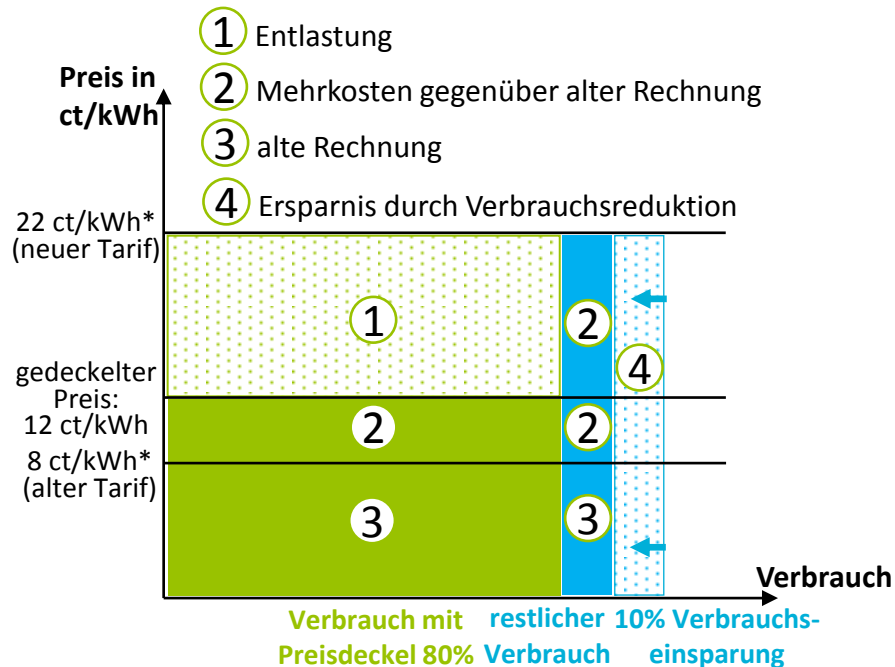 1 Entlastung
Preis in
ct/kWh
2 Mehrkosten gegenüber alter Rechnung
3 alte Rechnung
4 Ersparnis durch Verbrauchsreduktion
22 ct/kWh*
(neuer Tarif)
1
2
4
gedeckelter
Preis:
12 ct/kWh
2
2
8 ct/kWh*
(alter Tarif)
3
3
Verbrauch
Verbrauch mit
Preisdeckel 80%
restlicher
Verbrauch
10% Verbrauchs-
einsparung